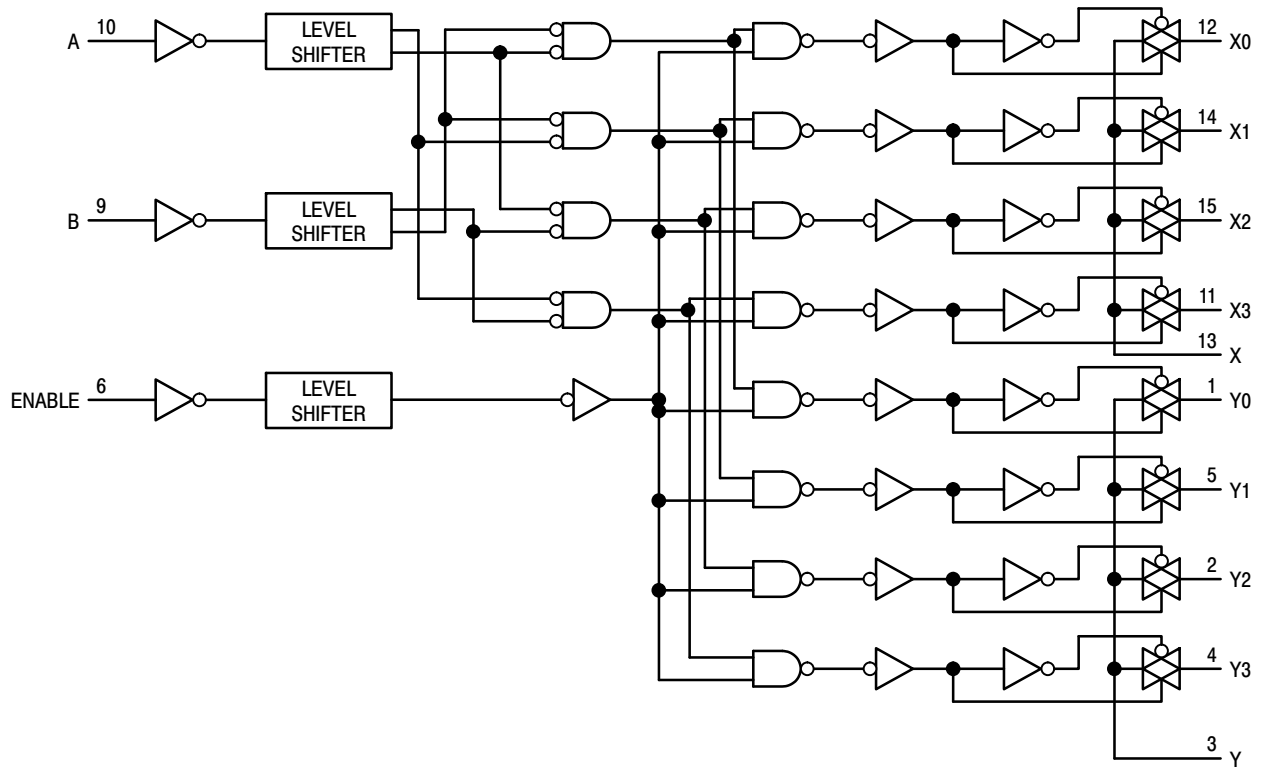 A 10 LEVEL SHIFTER 12 X0
14 X1
B 9 LEVEL SHIFTER 15 X2
11 X3
13 X
ENABLE 6 LEVEL SHIFTER 1 Y0
5 Y1
2 Y2
4 Y3
3 Y